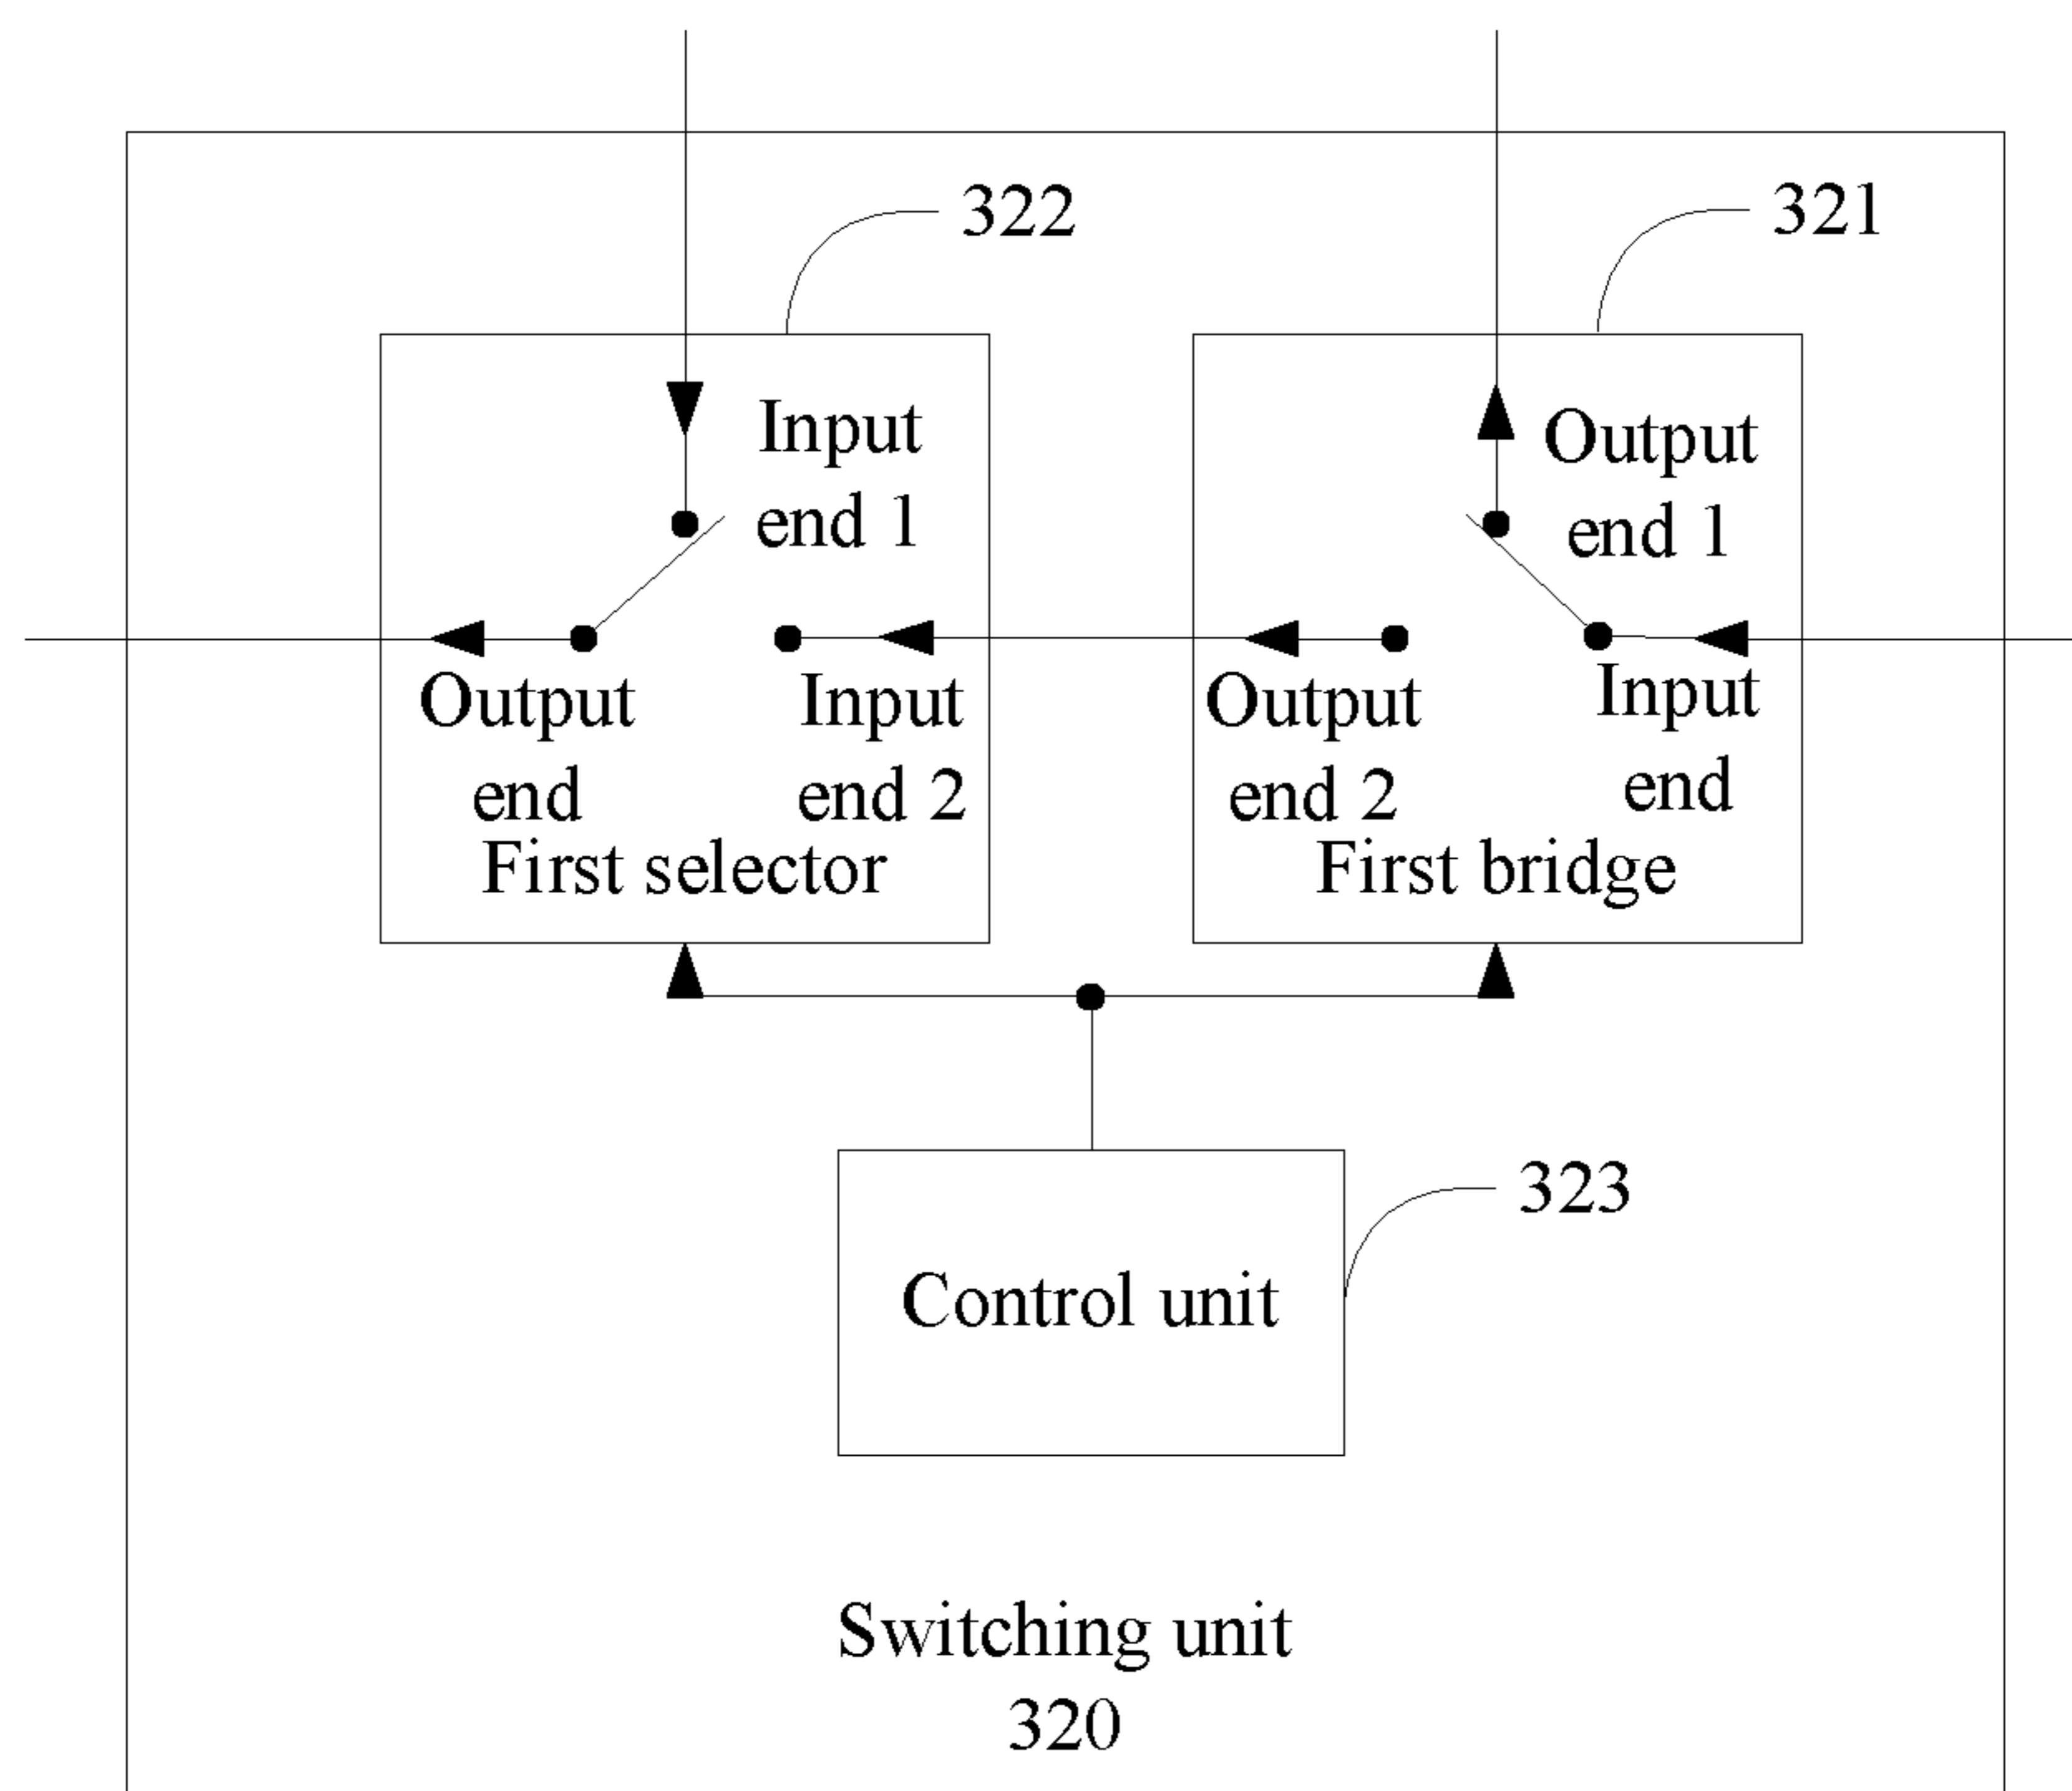 322
321
Input
end 1
Output
end 1
Output
end
Input
end 2
First selector
Output
end 2
Input
end
First bridge
323
Control unit
Switching unit
320